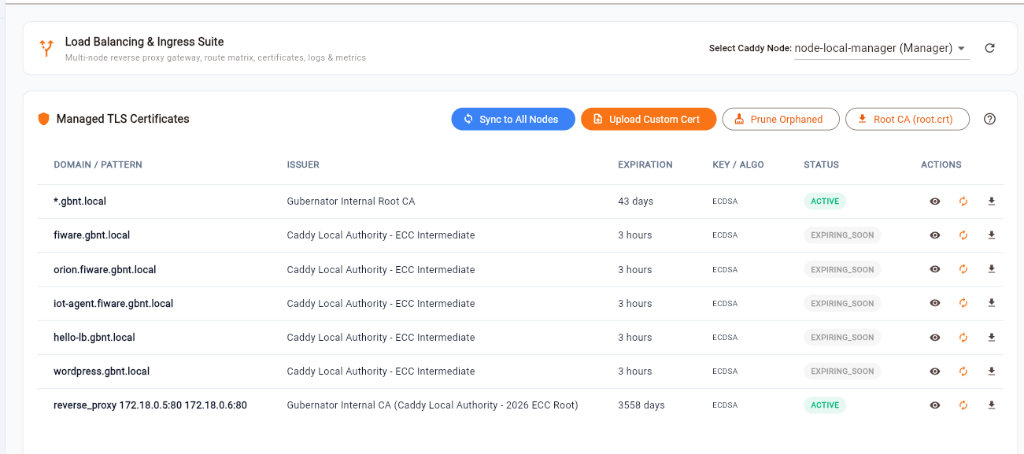 Load Balancing & Ingress Suite
Multi-node reverse proxy gateway, route matrix, certificates, logs & metrics
Select Caddy Node: node-local-manager (Manager)
Managed TLS Certificates
Sync to All Nodes
Upload Custom Cert
Prune Orphaned
Root CA (root.crt)
DOMAIN / PATTERN ISSUER EXPIRATION KEY / ALGO STATUS ACTIONS
*.gbnt.local Gubernator Internal Root CA 43 days ECDSA ACTIVE
fiware.gbnt.local Caddy Local Authority - ECC Intermediate 3 hours ECDSA EXPIRING_SOON
orion.fiware.gbnt.local Caddy Local Authority - ECC Intermediate 3 hours ECDSA EXPIRING_SOON
iot-agent.fiware.gbnt.local Caddy Local Authority - ECC Intermediate 3 hours ECDSA EXPIRING_SOON
hello-lb.gbnt.local Caddy Local Authority - ECC Intermediate 3 hours ECDSA EXPIRING_SOON
wordpress.gbnt.local Caddy Local Authority - ECC Intermediate 3 hours ECDSA EXPIRING_SOON
reverse_proxy 172.18.0.5:80 172.18.0.6:80 Gubernator Internal CA (Caddy Local Authority - 2026 ECC Root) 3558 days ECDSA ACTIVE